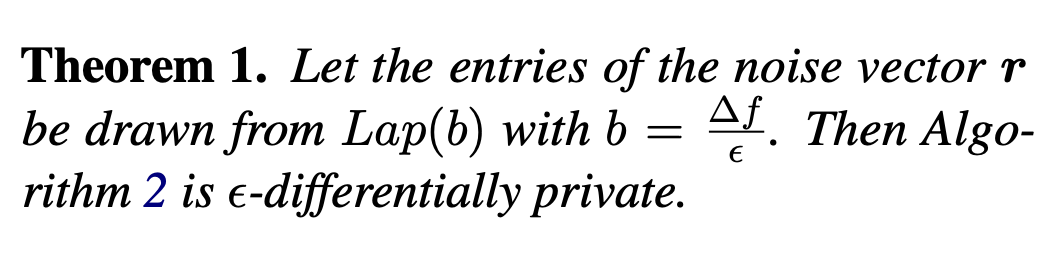 Theorem 1. Let the entries of the noise vector r
be drawn from Lap(b) with b = Δf/ϵ. Then Algo-
rithm 2 is ϵ-differentially private.